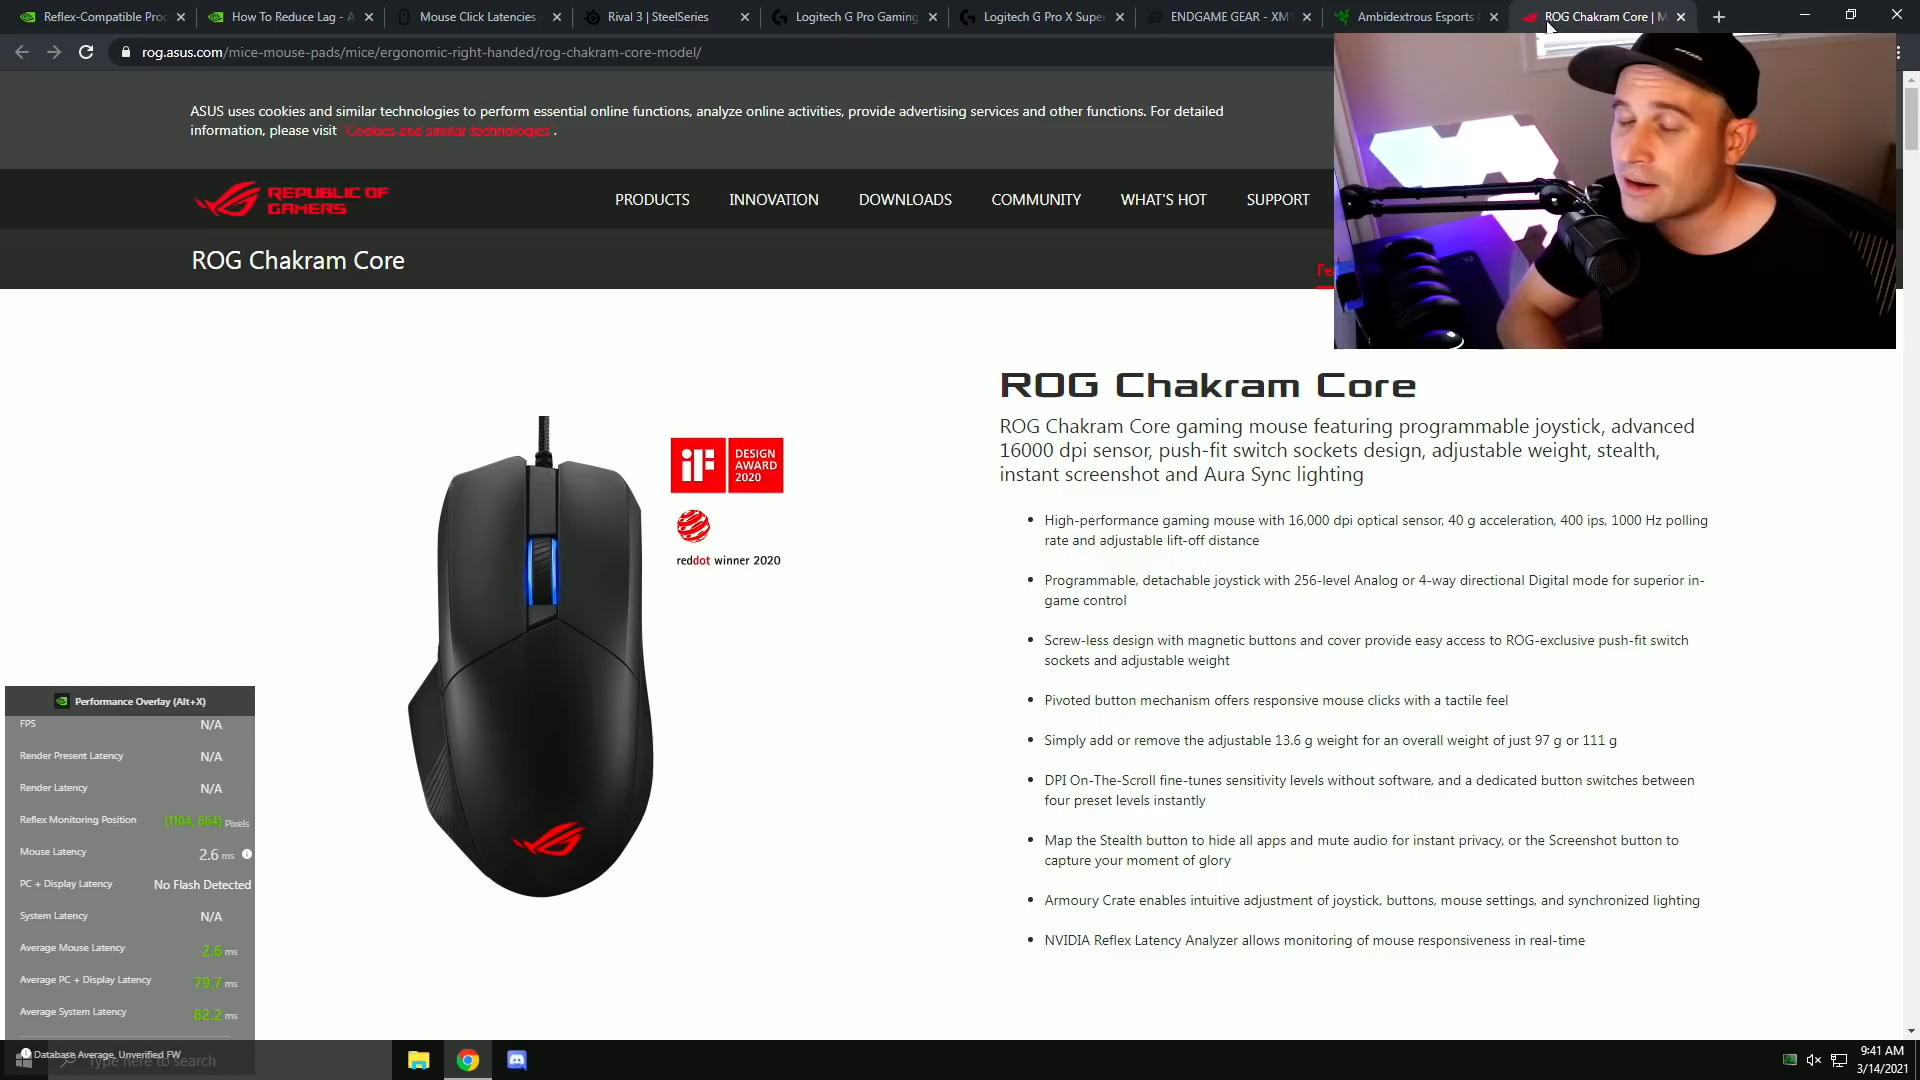 Reflex-Compatible Proc
How To Reduce Lag - A
Mouse Click Latencies -
Rival 3 | SteelSeries
Logitech G Pro Gaming
Logitech G Pro X Super
ENDGAME GEAR - XM1
Ambidextrous Esports G
ROG Chakram Core | M
rog.asus.com/mice-mouse-pads/mice/ergonomic-right-handed/rog-chakram-core-model/
ASUS uses cookies and similar technologies to perform essential online functions, analyze online activities, provide advertising services and other functions. For detailed
information, please visit "Cookies and similar technologies".
REPUBLIC OF
GAMERS
PRODUCTS
INNOVATION
DOWNLOADS
COMMUNITY
WHAT'S HOT
SUPPORT
ROG Chakram Core
iF
DESIGN
AWARD
2020
reddot winner 2020
ROG Chakram Core
ROG Chakram Core gaming mouse featuring programmable joystick, advanced
16000 dpi sensor, push-fit switch sockets design, adjustable weight, stealth,
instant screenshot and Aura Sync lighting
High-performance gaming mouse with 16,000 dpi optical sensor, 40 g acceleration, 400 ips, 1000 Hz polling
rate and adjustable lift-off distance
Programmable, detachable joystick with 256-level Analog or 4-way directional Digital mode for superior in-
game control
Screw-less design with magnetic buttons and cover provide easy access to ROG-exclusive push-fit switch
sockets and adjustable weight
Pivoted button mechanism offers responsive mouse clicks with a tactile feel
Simply add or remove the adjustable 13.6 g weight for an overall weight of just 97 g or 111 g
DPI On-The-Scroll fine-tunes sensitivity levels without software, and a dedicated button switches between
four preset levels instantly
Map the Stealth button to hide all apps and mute audio for instant privacy, or the Screenshot button to
capture your moment of glory
Armoury Crate enables intuitive adjustment of joystick, buttons, mouse settings, and synchronized lighting
NVIDIA Reflex Latency Analyzer allows monitoring of mouse responsiveness in real-time
Performance Overlay (Alt+X)
FPS N/A
Render Present Latency N/A
Render Latency N/A
Reflex Monitoring Position (1104, 664) Pixels
Mouse Latency 2.6 ms
PC + Display Latency No Flash Detected
System Latency N/A
Average Mouse Latency 2.6 ms
Average PC + Display Latency 79.7 ms
Average System Latency 82.2 ms
Database Average, Unverified FW
Type here to search
9:41 AM
3/14/2021